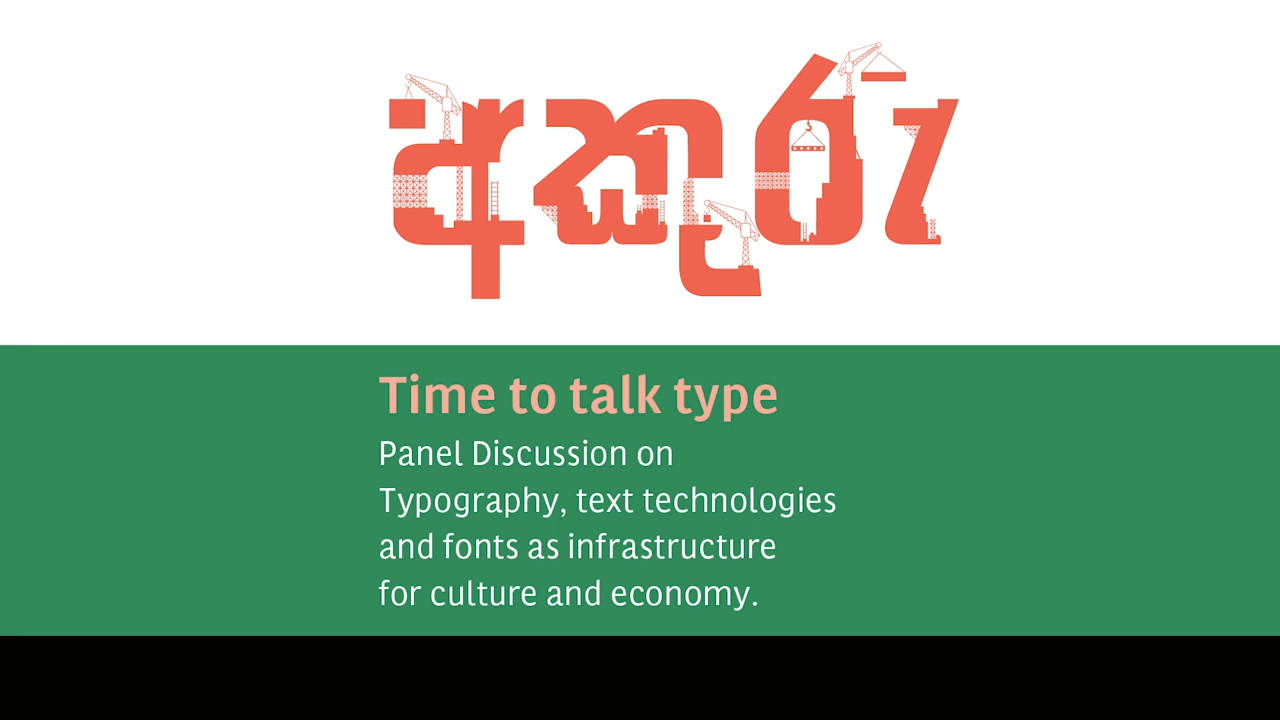 අකුරු
Time to talk type
Panel Discussion on
Typography, text technologies
and fonts as infrastructure
for culture and economy.